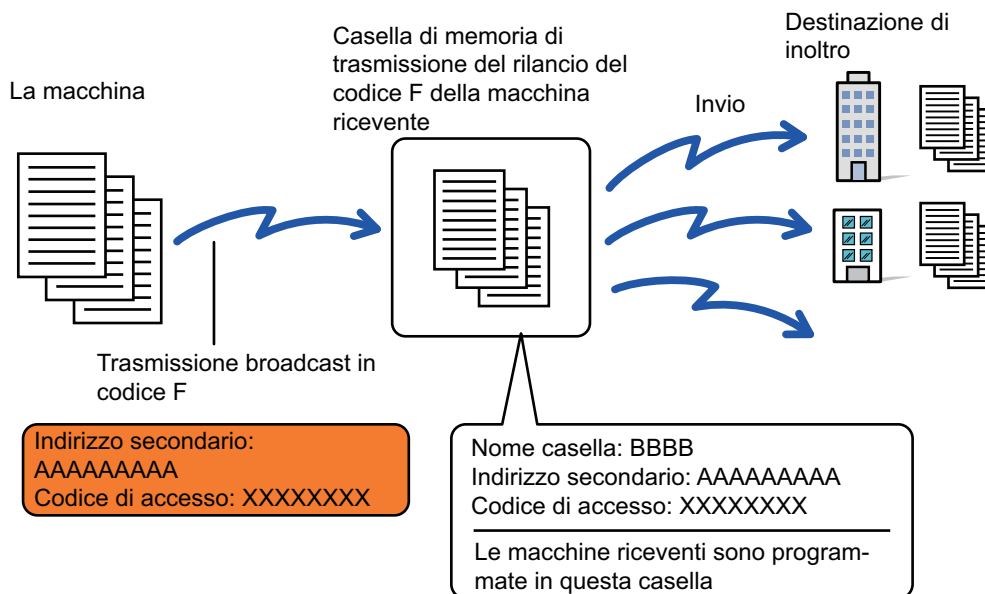 La macchina
Casella di memoria di
trasmissione del rilancio del
codice F della macchina
ricevente
Invio
Destinazione di
inoltro
Trasmissione broadcast in
codice F
Indirizzo secondario:
AAAAAAAAA
Codice di accesso: XXXXXXXX
Nome casella: BBBB
Indirizzo secondario: AAAAAAAAA
Codice di accesso: XXXXXXXX
Le macchine riceventi sono program-
mate in questa casella